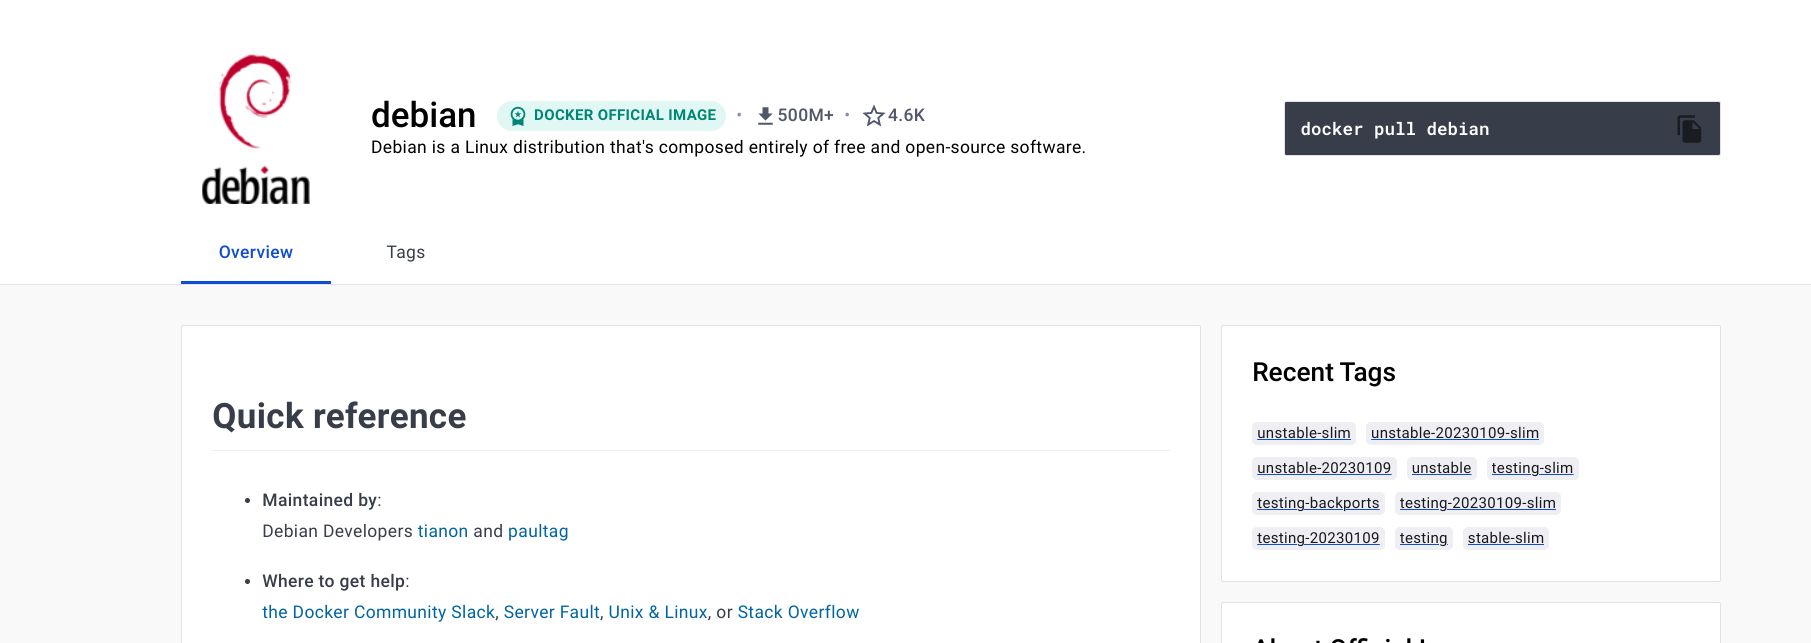 debian
debian DOCKER OFFICIAL IMAGE · 500M+ · 4.6K
Debian is a Linux distribution that's composed entirely of free and open-source software.
docker pull debian
Overview Tags
Quick reference
• Maintained by:
Debian Developers tianon and paultag
• Where to get help:
the Docker Community Slack, Server Fault, Unix & Linux, or Stack Overflow
Recent Tags
unstable-slim unstable-20230109-slim
unstable-20230109 unstable testing-slim
testing-backports testing-20230109-slim
testing-20230109 testing stable-slim